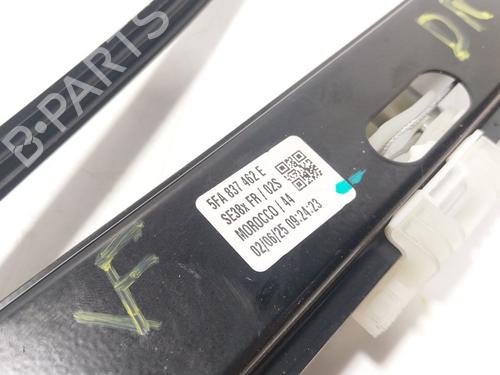 B-PARTS
5FA 837 462 E
SE38x FR / 02S
MOROCCO / 44
02/06/25 09:24:23